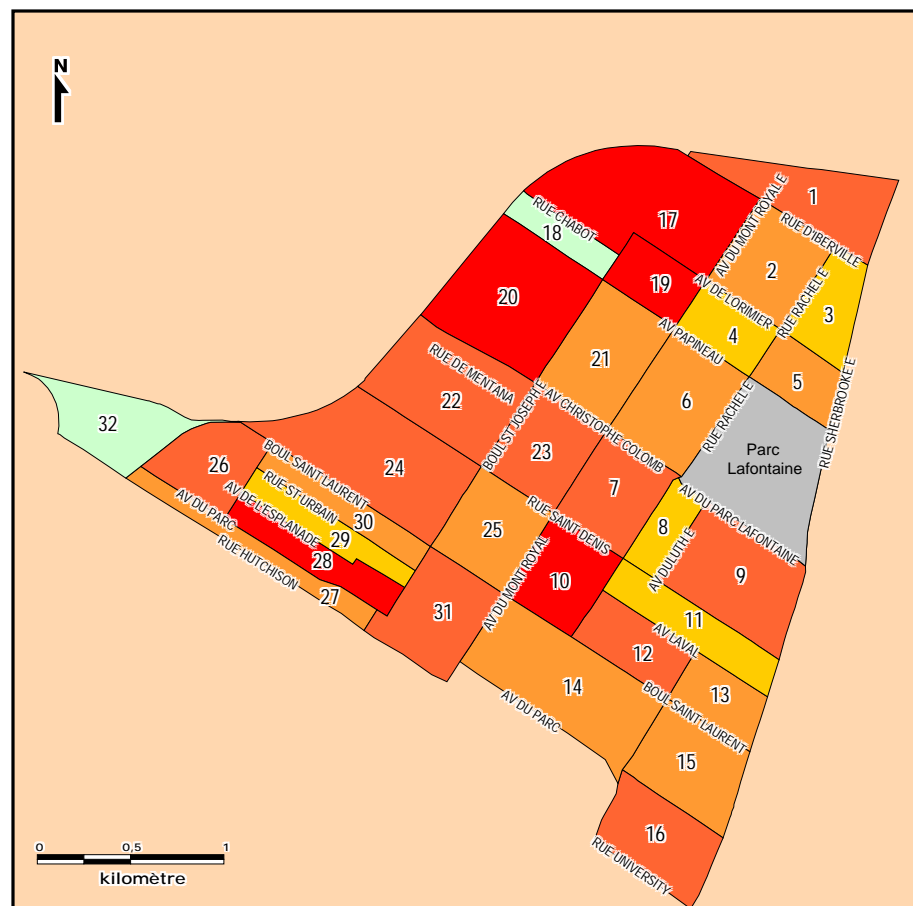 N
1
RUE CHABOT
18
17
AV DU MONT ROYAL E
RUE D'IBERVILLE
2
19
20
AV DE LORIMIER
RUE RACHEL E
3
AV PAPINEAU
4
21
5
RUE DE MENTANA
22
BOUL ST JOSEPH E
AV CHRISTOPHE COLOMB
6
RUE RACHEL E
RUE SHERBROOKE E
32
23
Parc
Lafontaine
26
BOUL SAINT LAURENT
24
7
RUE ST URBAIN
AV DU PARC
AV DE L'ESPLANADE
30
29
28
RUE HUTCHISON
27
25
RUE SAINT DENIS
8
AV DU PARC LAFONTAINE
AV DULUTH E
9
31
AV DU MONT ROYAL
10
11
12
AV LAVAL
14
13
AV DU PARC
BOUL SAINT LAURENT
15
16
RUE UNIVERSITY
0 0,5 1
kilomètre